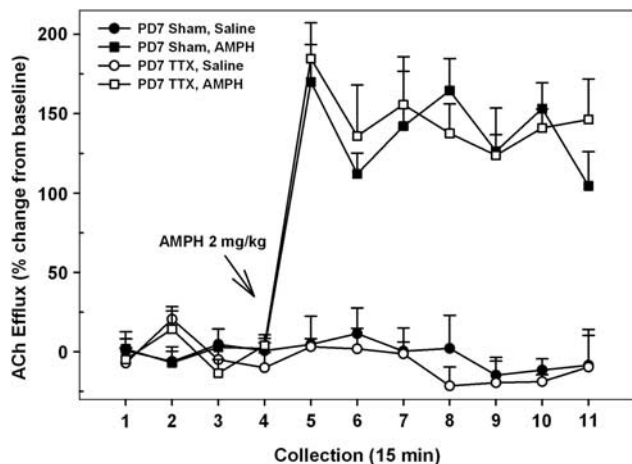 PD7 Sham, Saline
PD7 Sham, AMPH
PD7 TTX, Saline
PD7 TTX, AMPH
ACh Efflux (% change from baseline)
200
150
100
50
0
AMPH 2 mg/kg
1 2 3 4 5 6 7 8 9 10 11
Collection (15 min)